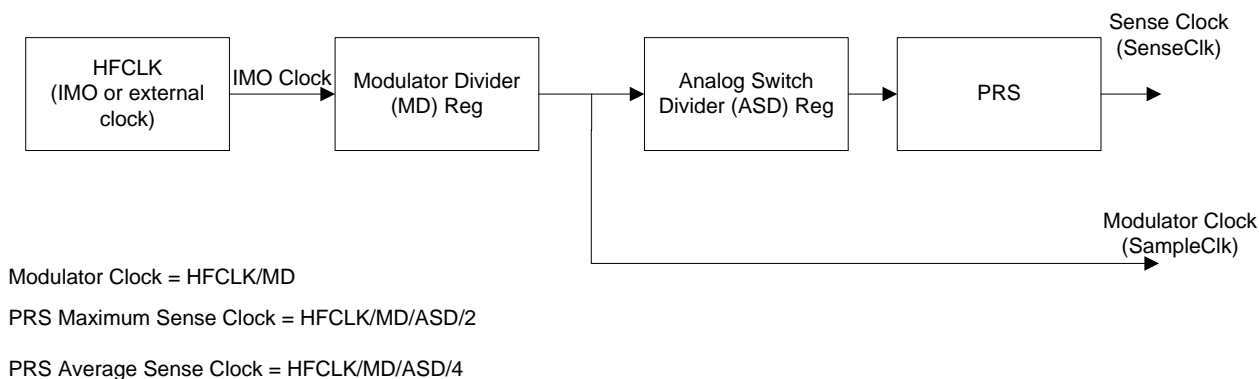 HFCLK
(IMO or external
clock)
IMO Clock
Modulator Divider
(MD) Reg
Analog Switch
Divider (ASD) Reg
PRS
Sense Clock
(SenseClk)
Modulator Clock
(SampleClk)
Modulator Clock = HFCLK/MD
PRS Maximum Sense Clock = HFCLK/MD/ASD/2
PRS Average Sense Clock = HFCLK/MD/ASD/4